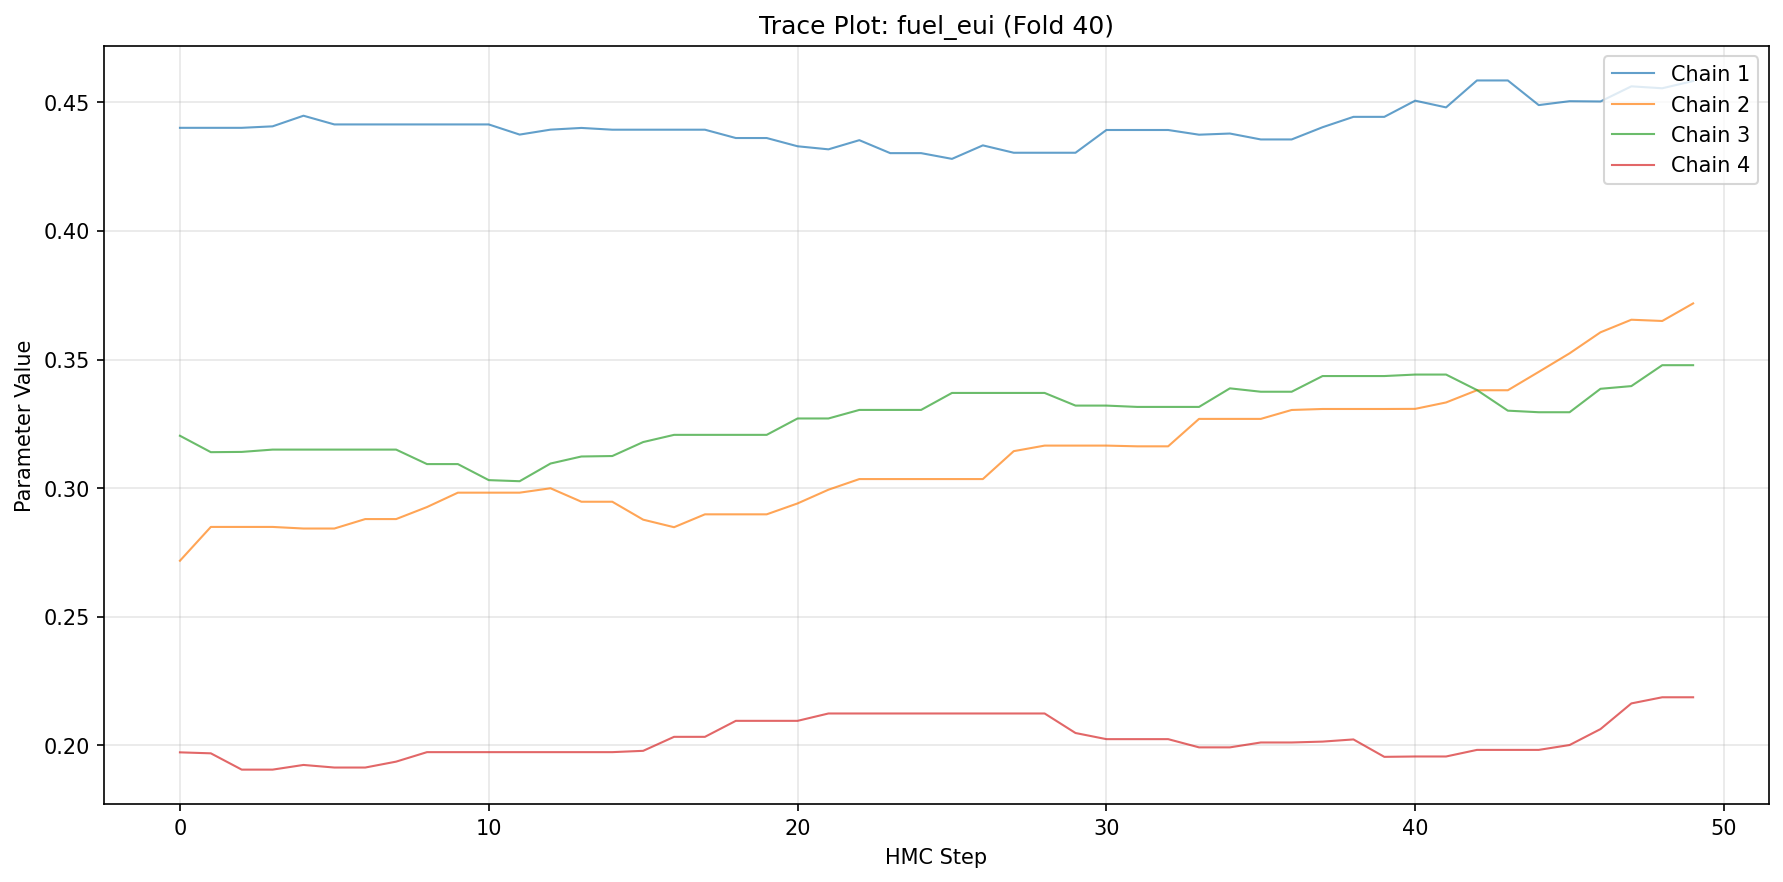 Trace Plot: fuel_eui (Fold 40)
Chain 1
Chain 2
Chain 3
Chain 4
Parameter Value
0.45
0.40
0.35
0.30
0.25
0.20
0 10 20 30 40 50
HMC Step